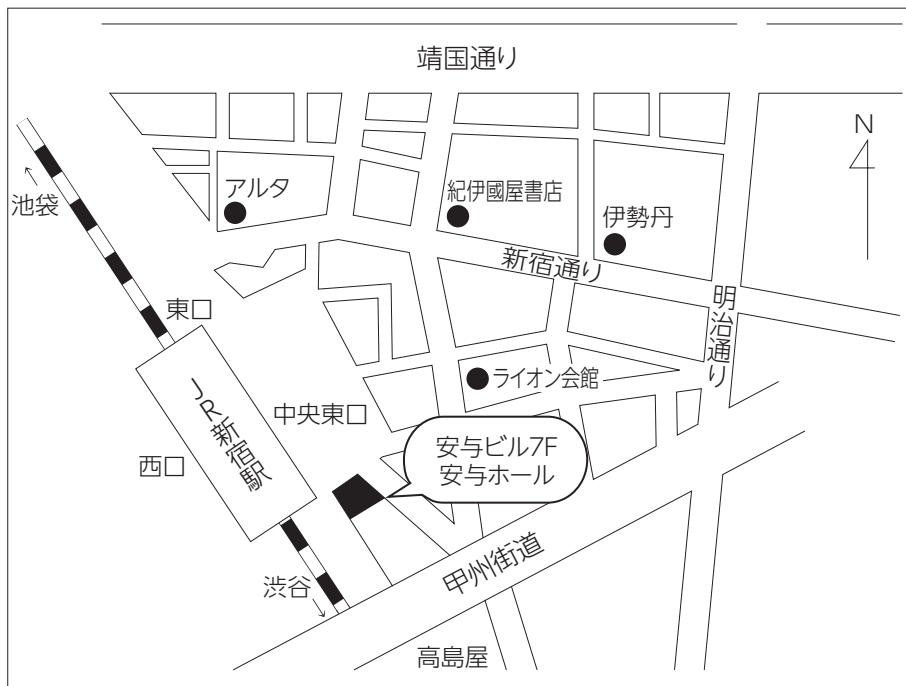 靖国通り
N
池袋
アルタ
紀伊國屋書店
伊勢丹
新宿通り
明治通り
東口
JR新宿駅
ライオン会館
中央東口
西口
安与ビル7F
安与ホール
甲州街道
渋谷
高島屋